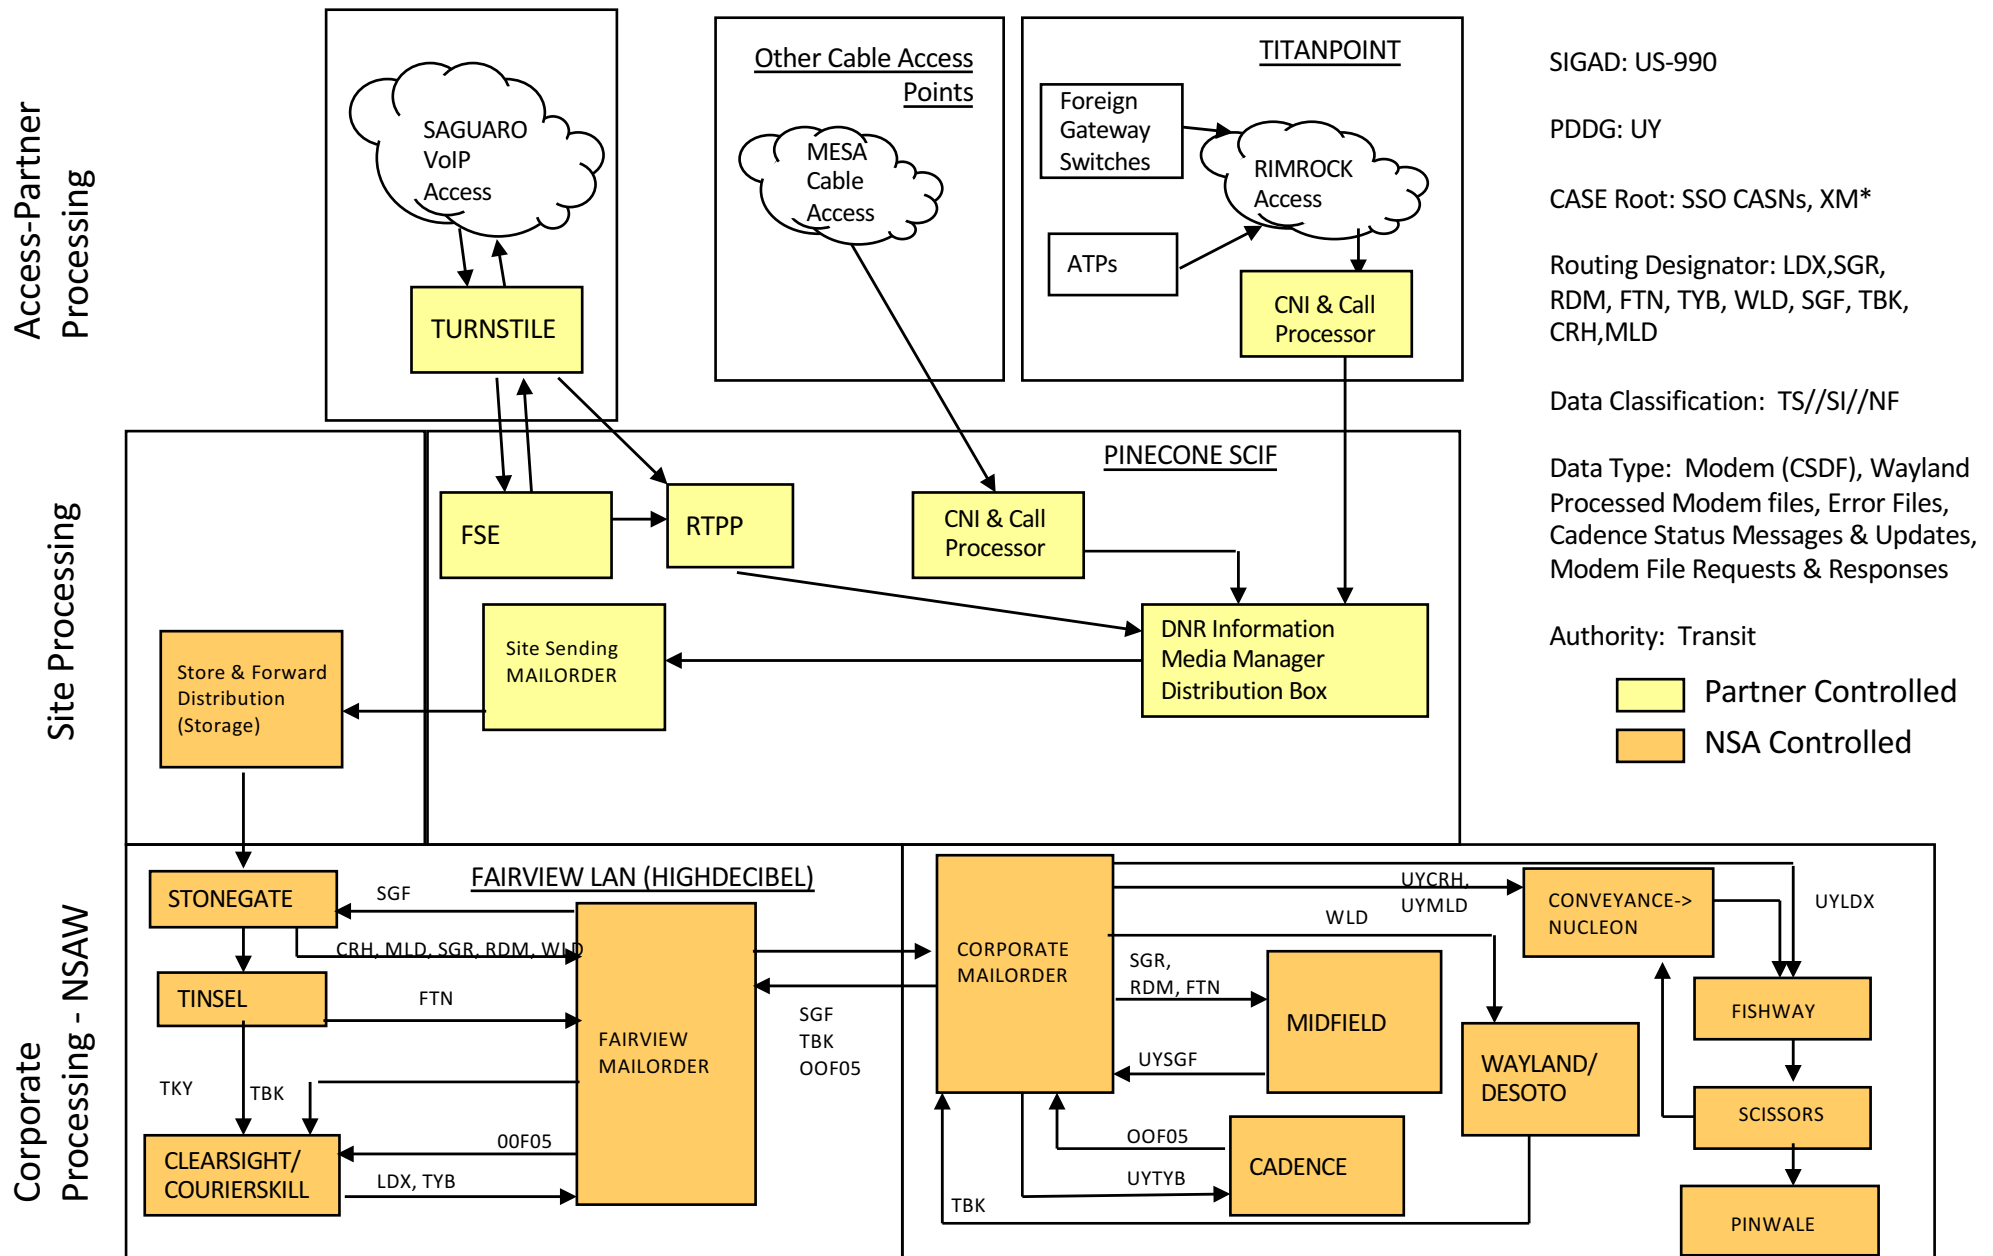 Access-Partner
Processing
SAGUARO
VoIP
Access
TURNSTILE
Other Cable Access
Points
MESA
Cable
Access
TITANPOINT
Foreign
Gateway
Switches
RIMROCK
Access
ATPs
CNI & Call
Processor
SIGAD: US-990
PDDG: UY
CASE Root: SSO CASNs, XM*
Routing Designator: LDX,SGR,
RDM, FTN, TYB, WLD, SGF, TBK,
CRH,MLD
Data Classification: TS//SI//NF
Data Type: Modem (CSDF), Wayland
Processed Modem files, Error Files,
Cadence Status Messages & Updates,
Modem File Requests & Responses
Authority: Transit
Partner Controlled
NSA Controlled
Site Processing
PINECONE SCIF
FSE
RTPP
CNI & Call
Processor
Store & Forward
Distribution
(Storage)
Site Sending
MAILORDER
DNR Information
Media Manager
Distribution Box
Corporate
Processing - NSAW
FAIRVIEW LAN (HIGHDECIBEL)
STONEGATE
SGF
CRH, MLD, SGR, RDM, WLD
TINSEL
FTN
FAIRVIEW
MAILORDER
TKY
TBK
00F05
CLEARSIGHT/
COURIERSKILL
LDX, TYB
SGF
TBK
OOF05
CORPORATE
MAILORDER
UYCRH,
UYMLD
WLD
CONVEYANCE->
NUCLEON
UYLDX
SGR,
RDM, FTN
MIDFIELD
UYSGF
WAYLAND/
DESOTO
FISHWAY
SCISSORS
OOF05
CADENCE
UYTYB
TBK
PINWALE